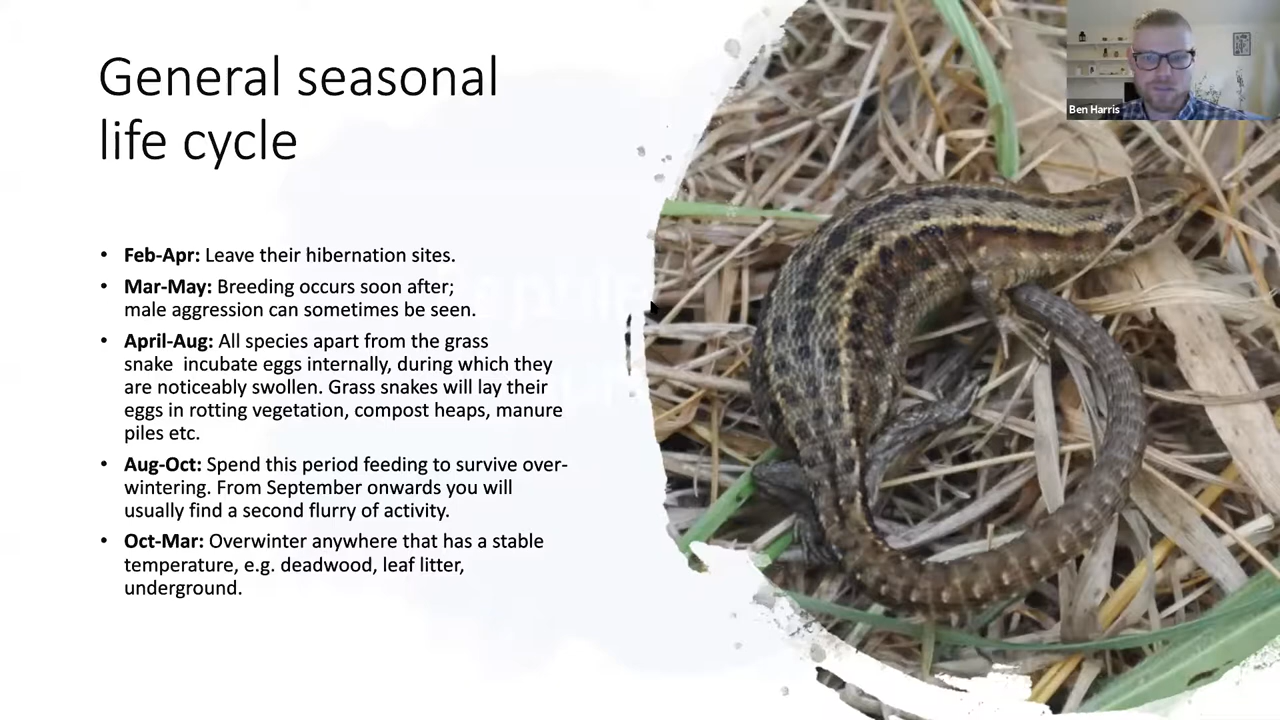 General seasonal
life cycle
Ben Harris
• Feb-Apr: Leave their hibernation sites.
• Mar-May: Breeding occurs soon after;
male aggression can sometimes be seen.
• April-Aug: All species apart from the grass
snake  incubate eggs internally, during which they
are noticeably swollen. Grass snakes will lay their
eggs in rotting vegetation, compost heaps, manure
piles etc.
• Aug-Oct: Spend this period feeding to survive over-
wintering. From September onwards you will
usually find a second flurry of activity.
• Oct-Mar: Overwinter anywhere that has a stable
temperature, e.g. deadwood, leaf litter,
underground.